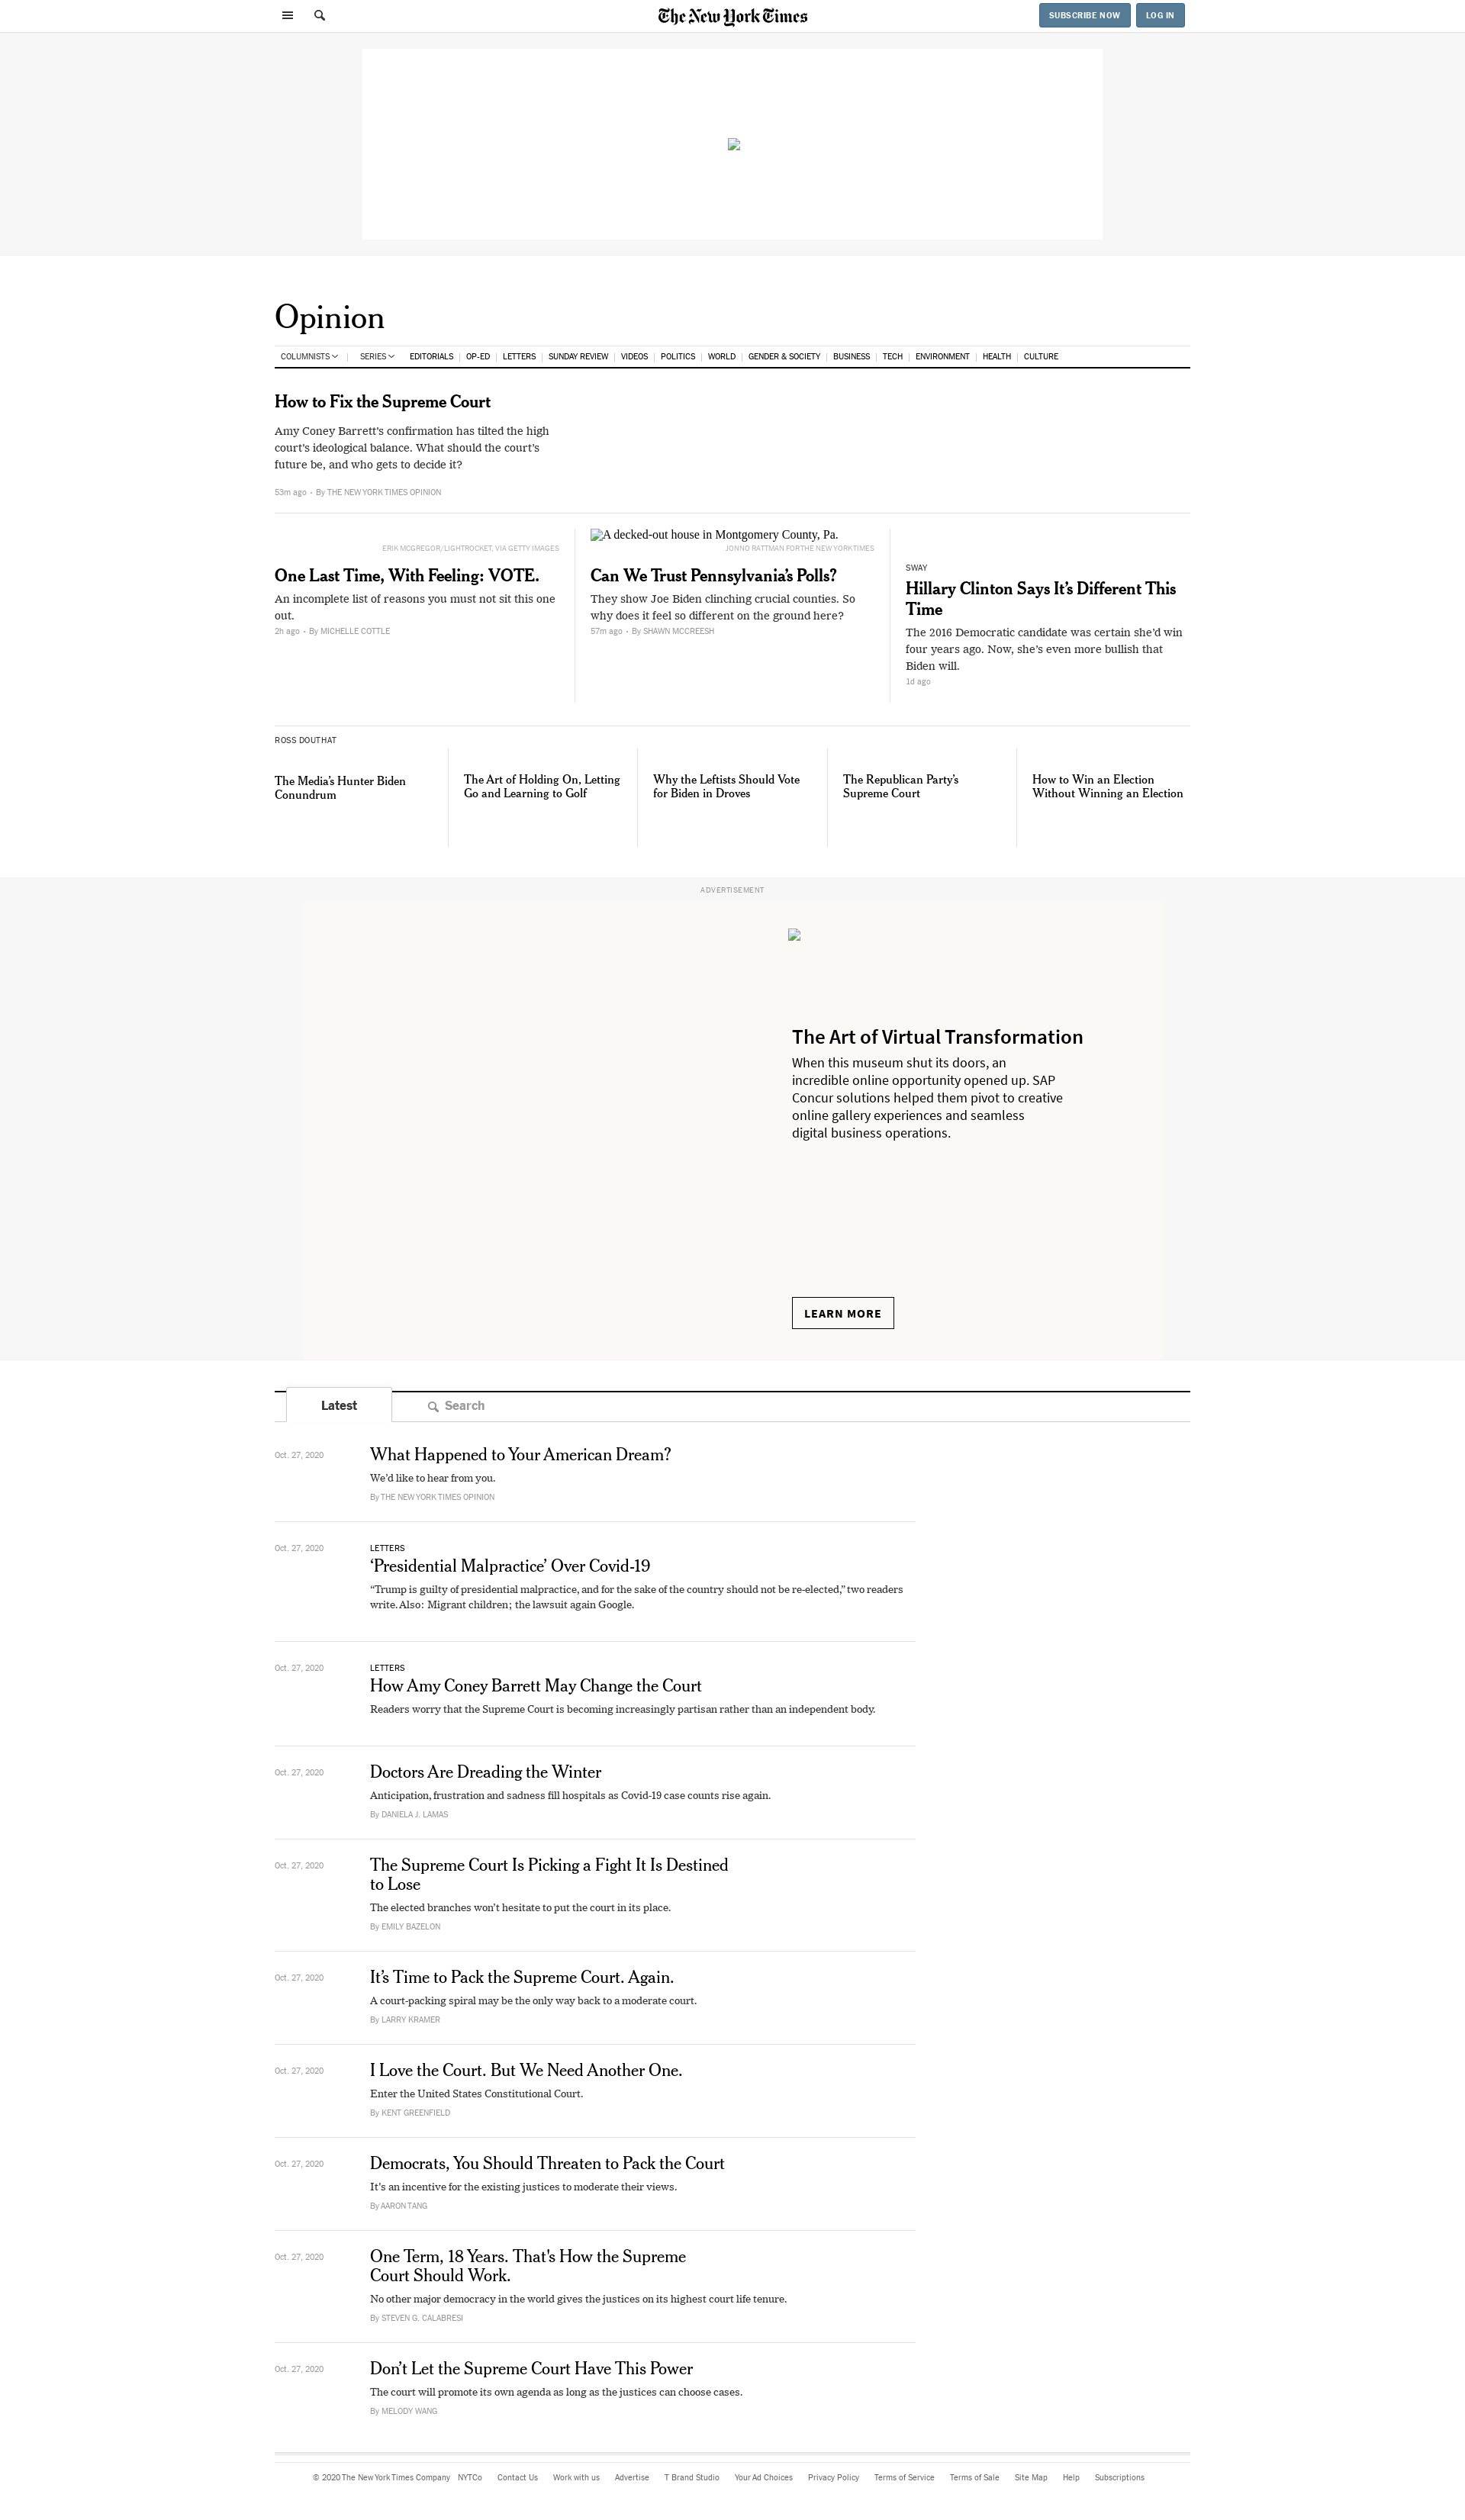 The New York Times
SUBSCRIBE NOW
LOG IN
Opinion
COLUMNISTS
SERIES
EDITORIALS
OP-ED
LETTERS
SUNDAY REVIEW
VIDEOS
POLITICS
WORLD
GENDER & SOCIETY
BUSINESS
TECH
ENVIRONMENT
HEALTH
CULTURE
How to Fix the Supreme Court
Amy Coney Barrett’s confirmation has tilted the high
court’s ideological balance. What should the court’s
future be, and who gets to decide it?
53m ago • By THE NEW YORK TIMES OPINION
ERIK MCGREGOR/LIGHTROCKET, VIA GETTY IMAGES
One Last Time, With Feeling: VOTE.
An incomplete list of reasons you must not sit this one
out.
2h ago • By MICHELLE COTTLE
A decked-out house in Montgomery County, Pa.
JONNO RATTMAN FOR THE NEW YORK TIMES
Can We Trust Pennsylvania’s Polls?
They show Joe Biden clinching crucial counties. So
why does it feel so different on the ground here?
57m ago • By SHAWN MCCREESH
SWAY
Hillary Clinton Says It’s Different This
Time
The 2016 Democratic candidate was certain she’d win
four years ago. Now, she’s even more bullish that
Biden will.
1d ago
ROSS DOUTHAT
The Media’s Hunter Biden
Conundrum
The Art of Holding On, Letting
Go and Learning to Golf
Why the Leftists Should Vote
for Biden in Droves
The Republican Party’s
Supreme Court
How to Win an Election
Without Winning an Election
ADVERTISEMENT
The Art of Virtual Transformation
When this museum shut its doors, an
incredible online opportunity opened up. SAP
Concur solutions helped them pivot to creative
online gallery experiences and seamless
digital business operations.
LEARN MORE
Latest
Search
Oct. 27, 2020
What Happened to Your American Dream?
We’d like to hear from you.
By THE NEW YORK TIMES OPINION
Oct. 27, 2020
LETTERS
‘Presidential Malpractice’ Over Covid-19
“Trump is guilty of presidential malpractice, and for the sake of the country should not be re-elected,” two readers
write. Also: Migrant children; the lawsuit again Google.
Oct. 27, 2020
LETTERS
How Amy Coney Barrett May Change the Court
Readers worry that the Supreme Court is becoming increasingly partisan rather than an independent body.
Oct. 27, 2020
Doctors Are Dreading the Winter
Anticipation, frustration and sadness fill hospitals as Covid-19 case counts rise again.
By DANIELA J. LAMAS
Oct. 27, 2020
The Supreme Court Is Picking a Fight It Is Destined
to Lose
The elected branches won’t hesitate to put the court in its place.
By EMILY BAZELON
Oct. 27, 2020
It’s Time to Pack the Supreme Court. Again.
A court-packing spiral may be the only way back to a moderate court.
By LARRY KRAMER
Oct. 27, 2020
I Love the Court. But We Need Another One.
Enter the United States Constitutional Court.
By KENT GREENFIELD
Oct. 27, 2020
Democrats, You Should Threaten to Pack the Court
It’s an incentive for the existing justices to moderate their views.
By AARON TANG
Oct. 27, 2020
One Term, 18 Years. That's How the Supreme
Court Should Work.
No other major democracy in the world gives the justices on its highest court life tenure.
By STEVEN G. CALABRESI
Oct. 27, 2020
Don’t Let the Supreme Court Have This Power
The court will promote its own agenda as long as the justices can choose cases.
By MELODY WANG
© 2020 The New York Times Company
NYTCo
Contact Us
Work with us
Advertise
T Brand Studio
Your Ad Choices
Privacy Policy
Terms of Service
Terms of Sale
Site Map
Help
Subscriptions